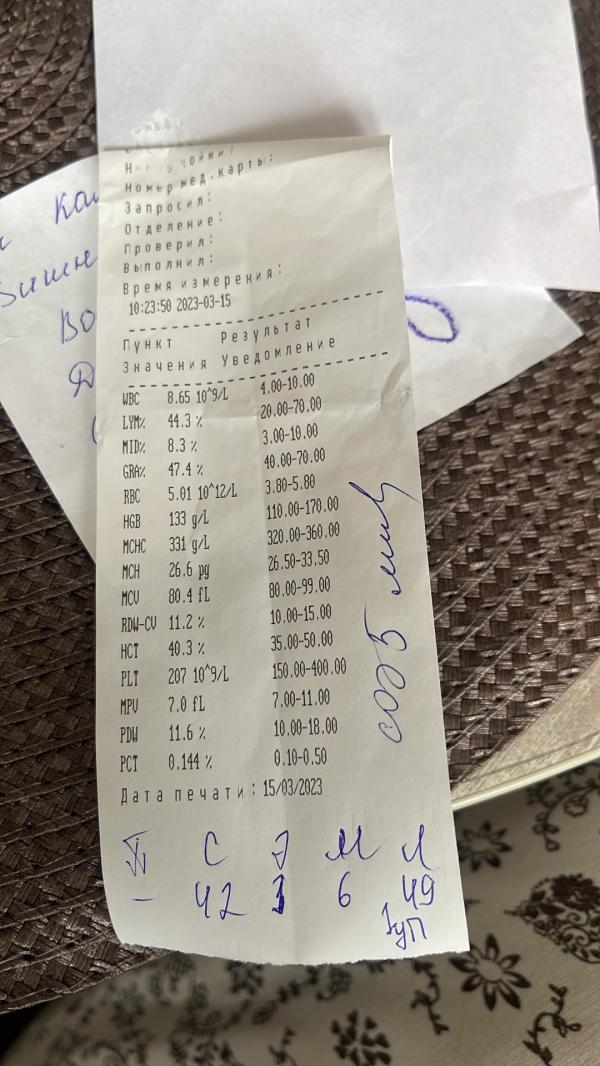 Номер мед.карты:
Запросил:
Отделение:
Проверил:
Выполнил:
Время измерения:
10:23:50 2023-03-15
Пункт Результат
Значения Уведомление
WBC 8.65 10^9/L 4.00-10.00
LYM% 44.3 % 20.00-70.00
MID% 8.3 % 3.00-10.00
GRA% 47.4 % 40.00-70.00
RBC 5.01 10^12/L 3.80-5.80
HGB 133 g/L 110.00-170.00
MCHC 331 g/L 320.00-360.00
MCH 26.6 pg 26.50-33.50
MCV 80.4 fL 80.00-99.00
RDW-CV 11.2 % 10.00-15.00
HCT 40.3 % 35.00-50.00
PLT 207 10^9/L 150.00-400.00
MPV 7.0 fL 7.00-11.00
PDW 11.6 % 10.00-18.00
PCT 0.144 % 0.10-0.50
Дата печати: 15/03/2023
П С Э М Л
- 42 3 6 49
соэ 5 мм/ч